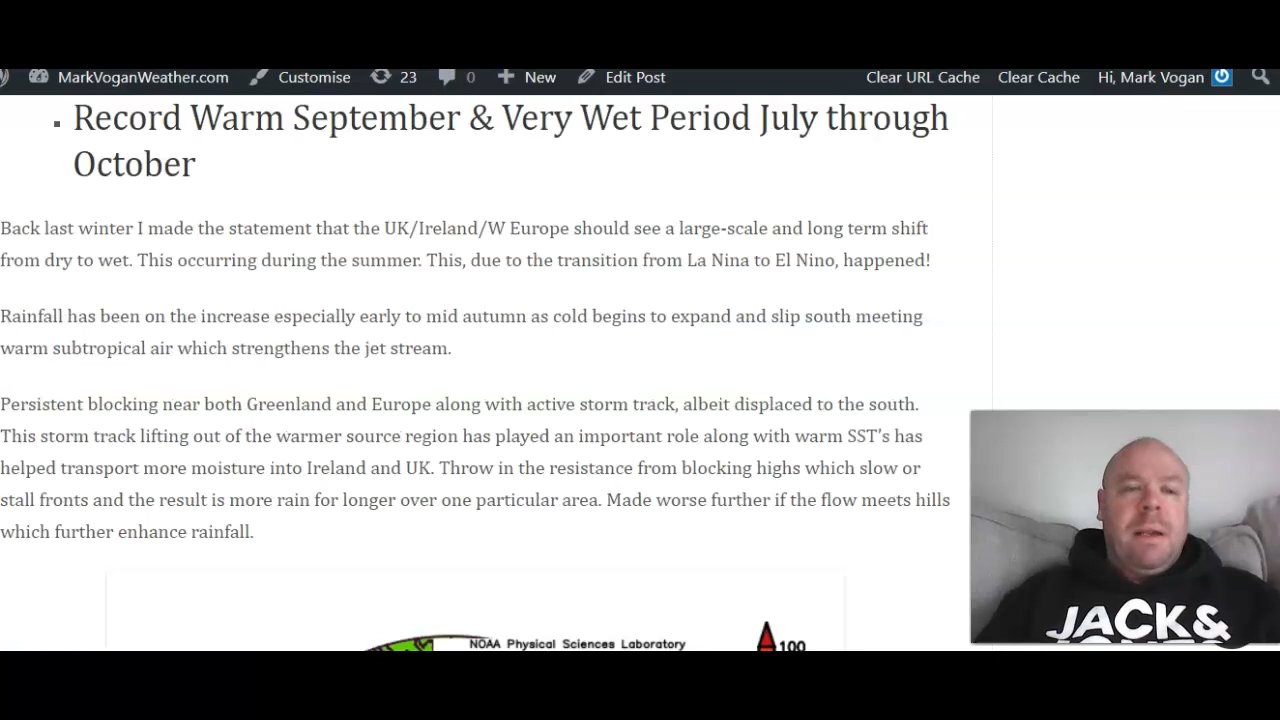 MarkVoganWeather.com Customise 23 0 New Edit Post Clear URL Cache Clear Cache Hi, Mark Vogan
Record Warm September & Very Wet Period July through
October
Back last winter I made the statement that the UK/Ireland/W Europe should see a large-scale and long term shift
from dry to wet. This occurring during the summer. This, due to the transition from La Nina to El Nino, happened!
Rainfall has been on the increase especially early to mid autumn as cold begins to expand and slip south meeting
warm subtropical air which strengthens the jet stream.
Persistent blocking near both Greenland and Europe along with active storm track, albeit displaced to the south.
This storm track lifting out of the warmer source region has played an important role along with warm SST's has
helped transport more moisture into Ireland and UK. Throw in the resistance from blocking highs which slow or
stall fronts and the result is more rain for longer over one particular area. Made worse further if the flow meets hills
which further enhance rainfall.
NOAA Physical Sciences Laboratory
100
JACK&